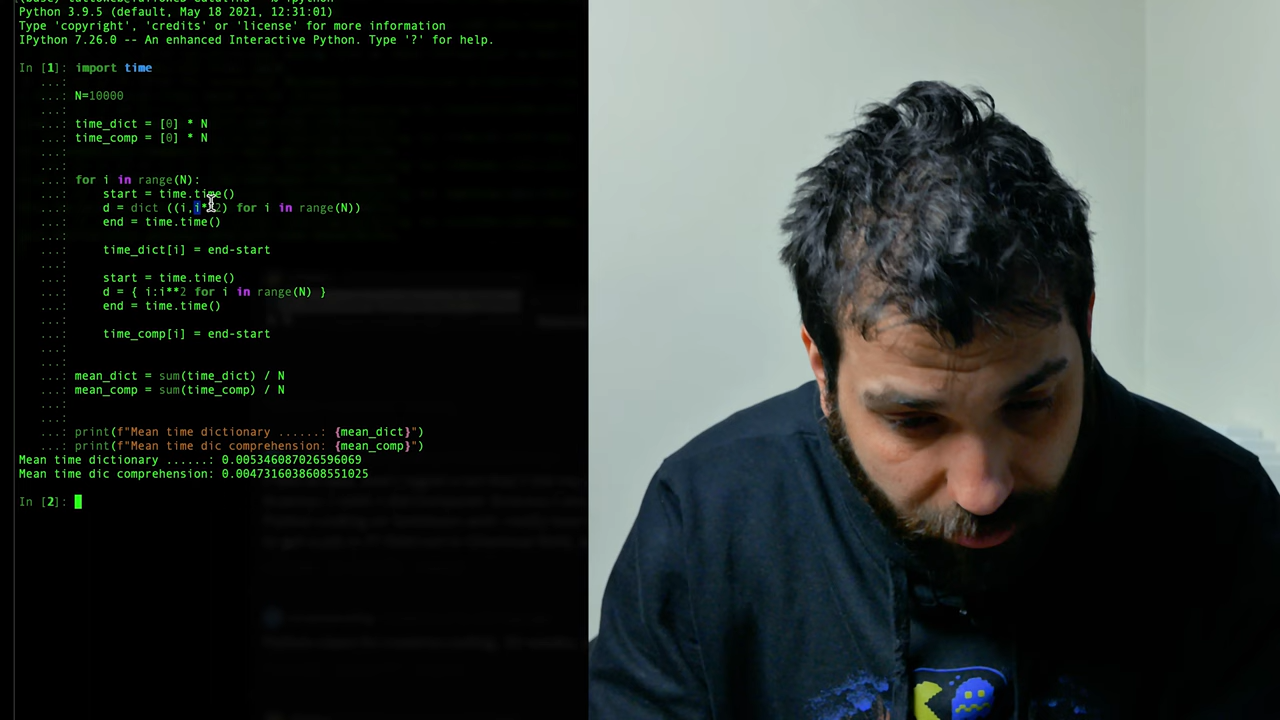 Python 3.9.5 (default, May 18 2021, 12:31:01)
Type 'copyright', 'credits' or 'license' for more information
IPython 7.26.0 -- An enhanced Interactive Python. Type '?' for help.
In [1]: import time
...:
...: N=10000
...:
...: time_dict = [0] * N
...: time_comp = [0] * N
...:
...:
...: for i in range(N):
...: start = time.time()
...: d = dict ((i,i**2) for i in range(N))
...: end = time.time()
...:
...: time_dict[i] = end-start
...:
...: start = time.time()
...: d = { i:i**2 for i in range(N) }
...: end = time.time()
...:
...: time_comp[i] = end-start
...:
...:
...: mean_dict = sum(time_dict) / N
...: mean_comp = sum(time_comp) / N
...:
...:
...: print(f"Mean time dictionary ......: {mean_dict}")
...: print(f"Mean time dic comprehension: {mean_comp}")
Mean time dictionary ......: 0.005346087026596069
Mean time dic comprehension: 0.0047316038608551025
In [2]: